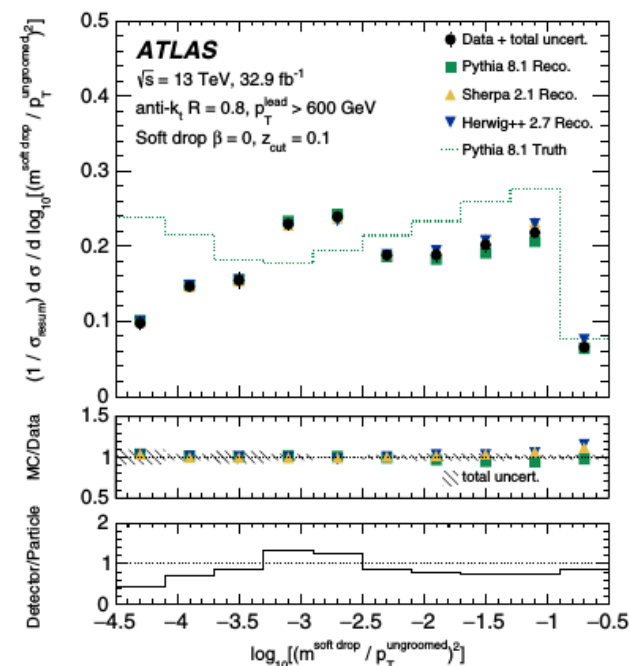 (1 / σ_resum) d σ / d log₁₀[(m^soft drop / p_T^ungroomed)²]
0.5
0.4
0.3
0.2
0.1
0
ATLAS
√s = 13 TeV, 32.9 fb⁻¹
anti-k_t R = 0.8, p_T^lead > 600 GeV
Soft drop β = 0, z_cut = 0.1
Data + total uncert.
Pythia 8.1 Reco.
Sherpa 2.1 Reco.
Herwig++ 2.7 Reco.
Pythia 8.1 Truth
MC/Data
1.5
1
0.5
total uncert.
Detector/Particle
2
1
0
−4.5 −4 −3.5 −3 −2.5 −2 −1.5 −1 −0.5
log₁₀[(m^soft drop / p_T^ungroomed)²]